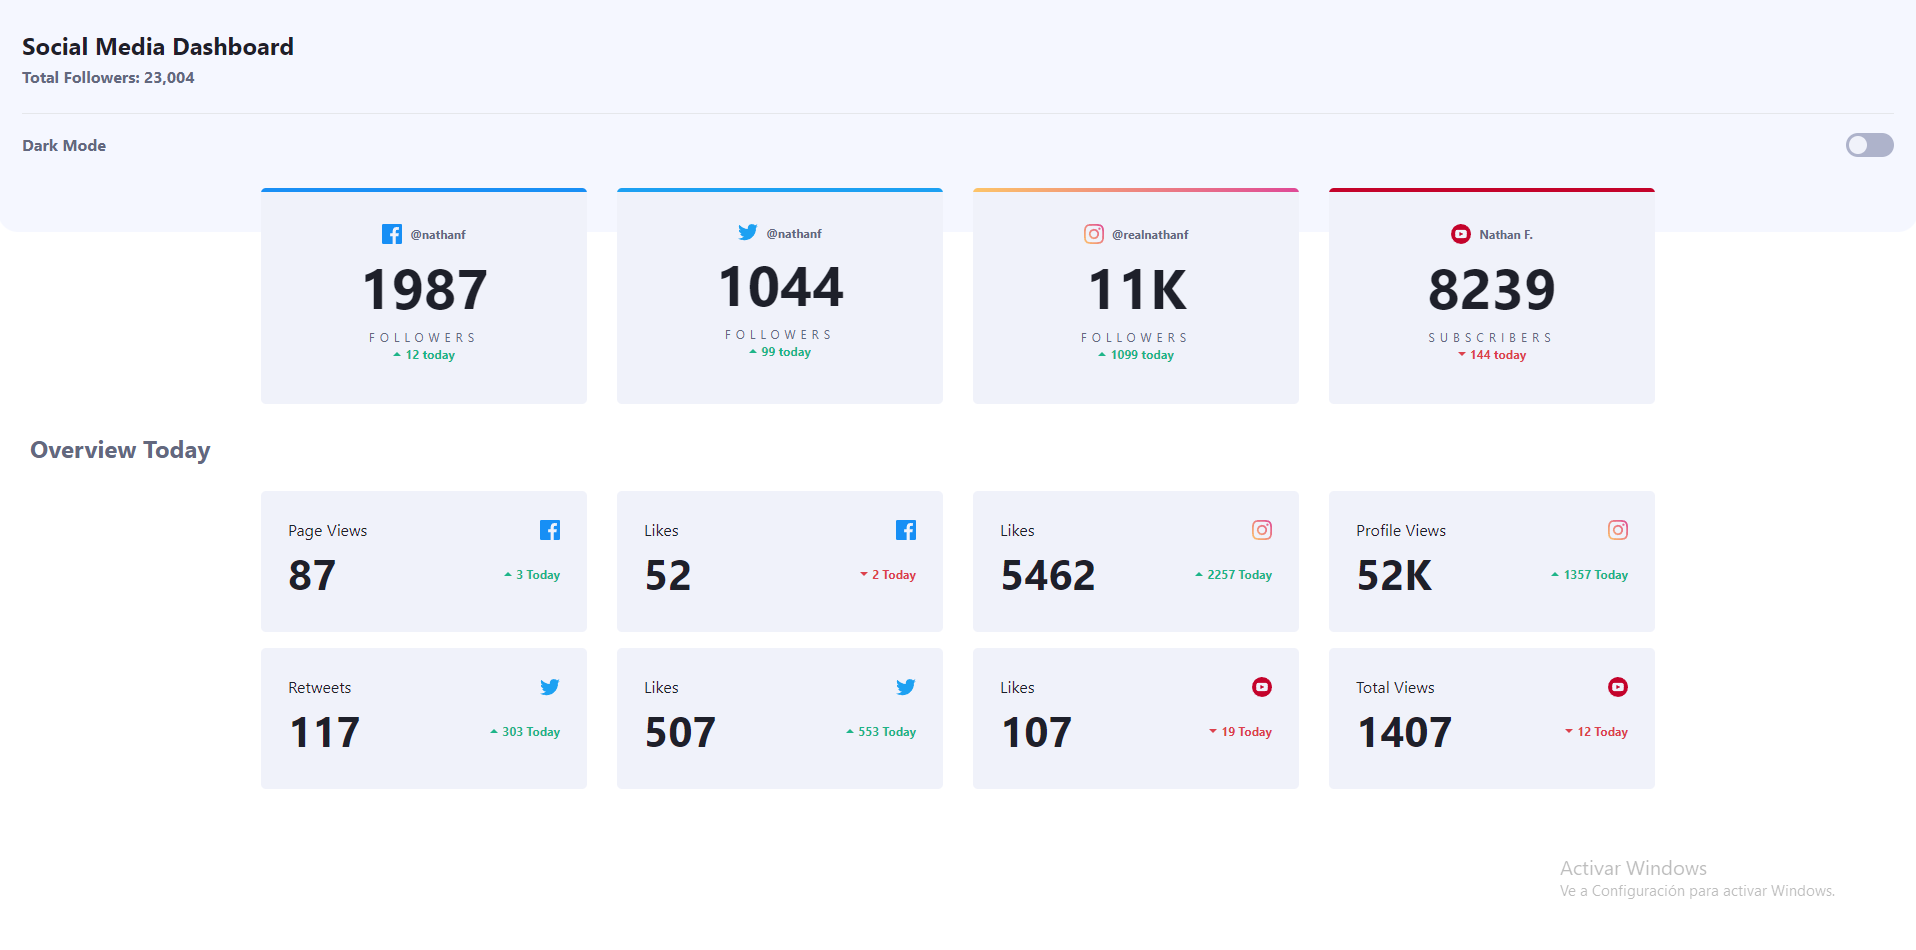 Social Media Dashboard
Total Followers: 23,004
Dark Mode
@nathanf
1987
FOLLOWERS
12 today
@nathanf
1044
FOLLOWERS
99 today
@realnathanf
11K
FOLLOWERS
1099 today
Nathan F.
8239
SUBSCRIBERS
144 today
Overview Today
Page Views
87
3 Today
Likes
52
2 Today
Likes
5462
2257 Today
Profile Views
52K
1357 Today
Retweets
117
303 Today
Likes
507
553 Today
Likes
107
19 Today
Total Views
1407
12 Today
Activar Windows
Ve a Configuración para activar Windows.